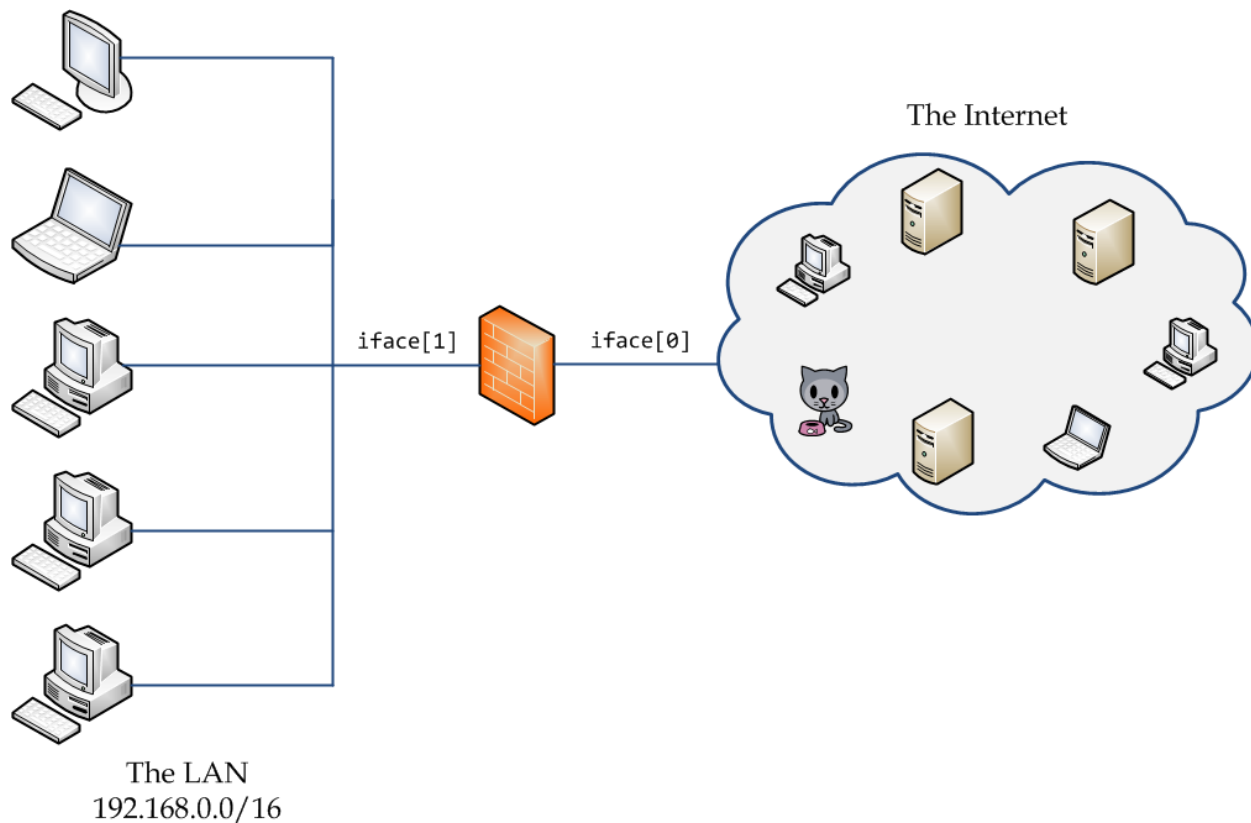 The Internet
iface[1]
iface[0]
The LAN
192.168.0.0/16